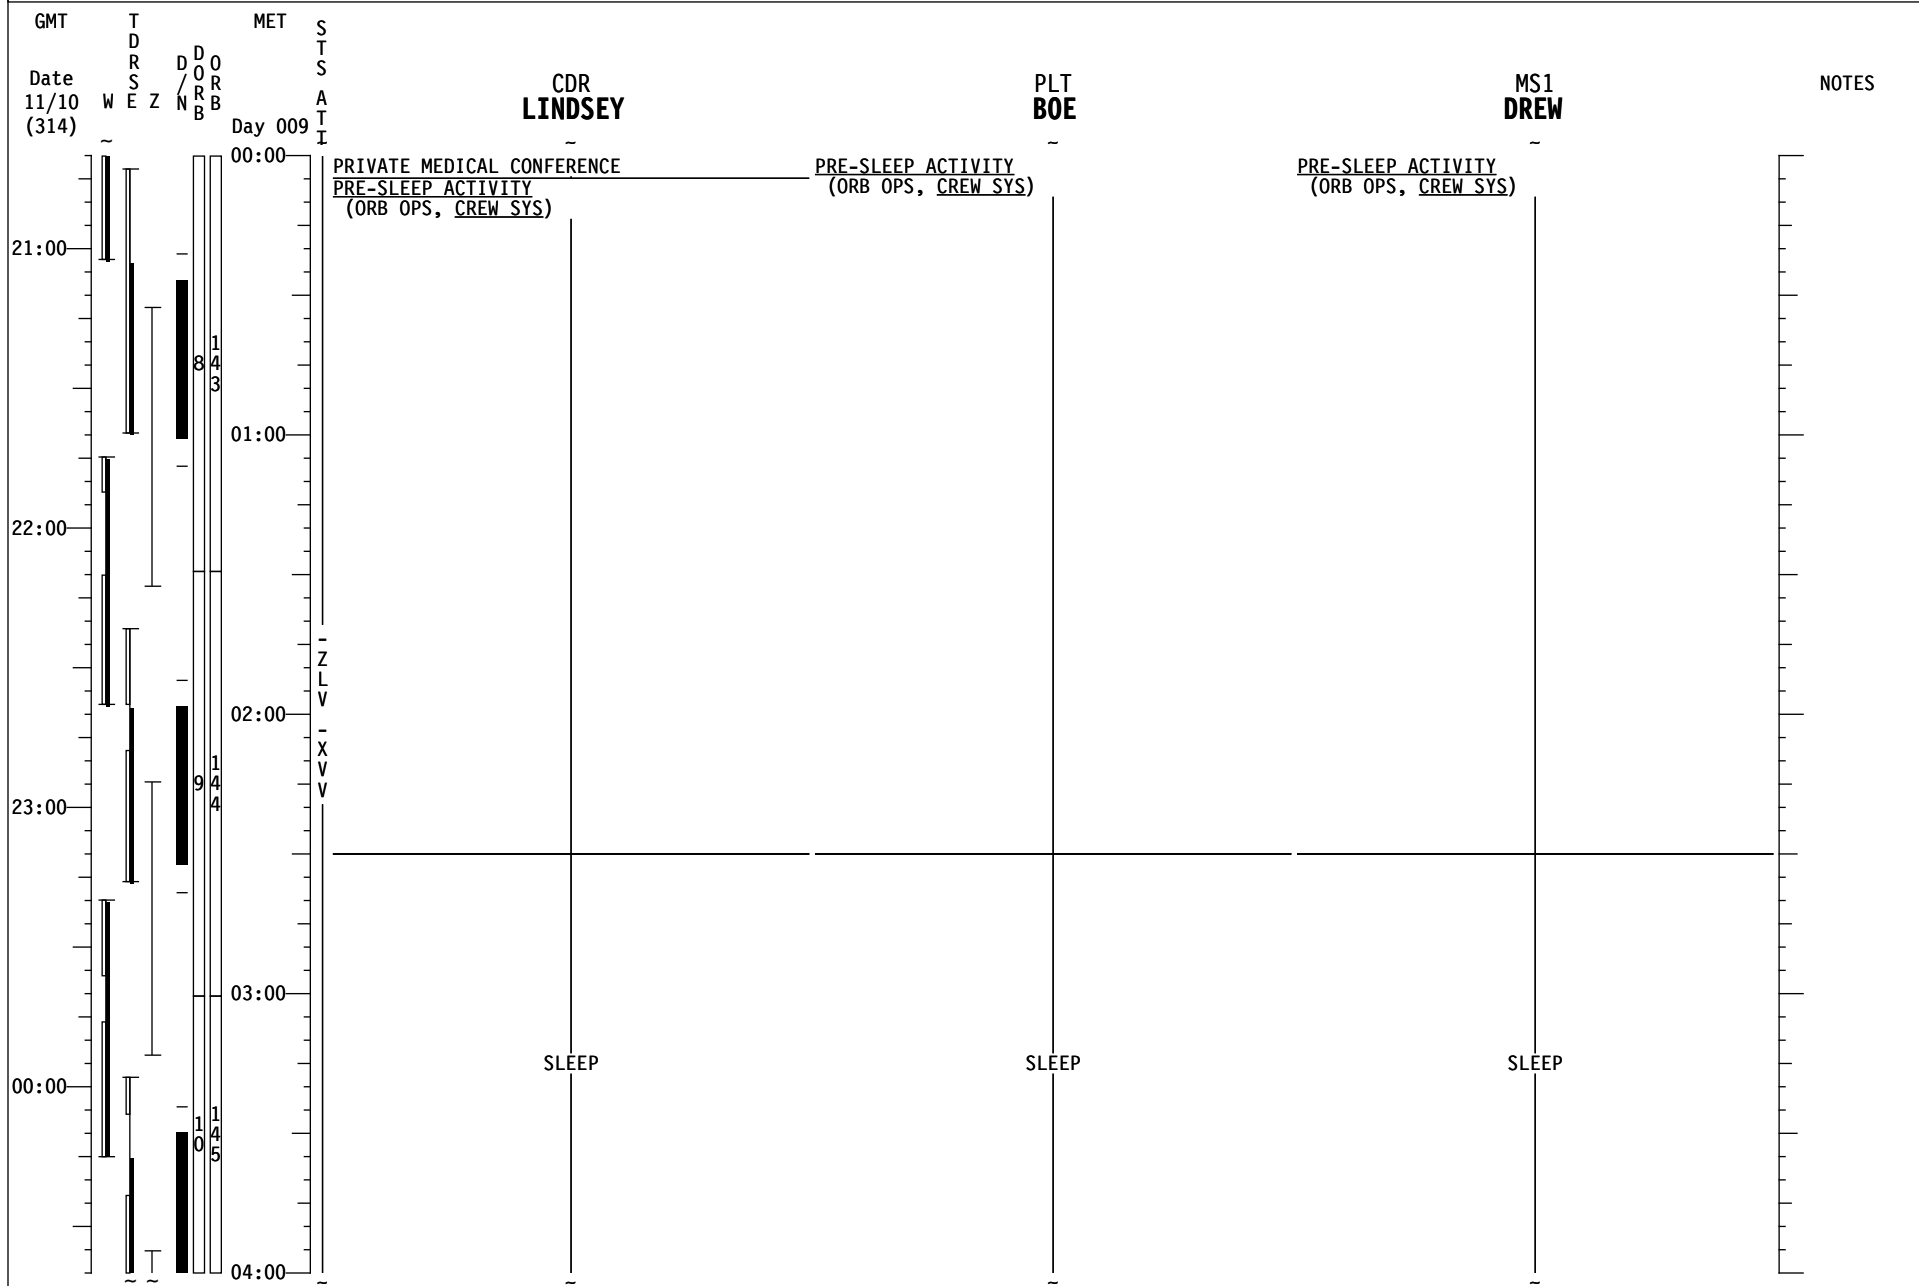 GMT
TDRS
MET
STS ATT
D/N
DORB
ORB
Date
11/10
(314)
W E Z
Day 009
CDR
LINDSEY
PLT
BOE
MS1
DREW
NOTES
~ ~ ~ ~ ~
00:00
PRIVATE MEDICAL CONFERENCE
PRE-SLEEP ACTIVITY
(ORB OPS, CREW SYS)
PRE-SLEEP ACTIVITY
(ORB OPS, CREW SYS)
PRE-SLEEP ACTIVITY
(ORB OPS, CREW SYS)
21:00
8
143
01:00
22:00
-ZLV -XVV
02:00
9
144
23:00
03:00
SLEEP
SLEEP
SLEEP
00:00
10
145
04:00
~ ~ ~ ~ ~ ~